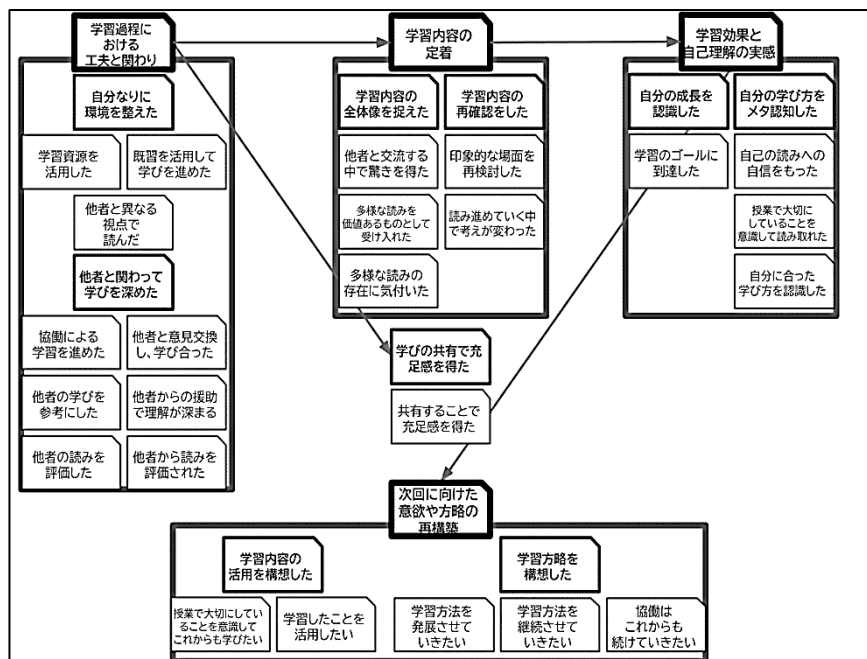 学習過程に
おける
工夫と関わり
自分なりに
環境を整えた
学習資源を
活用した
既習を活用して
学びを進めた
他者と異なる
視点で
読んだ
他者と関わって
学びを深めた
協働による
学習を進めた
他者と意見交換
し、学び合った
他者の学びを
参考にした
他者からの援助
で理解が深まる
他者の読みを
評価した
他者から読みを
評価された
学習内容の
定着
学習内容の
全体像を捉えた
学習内容の
再確認をした
他者と交流する
中で驚きを得た
印象的な場面を
再検討した
多様な読みを
価値あるものとして
受け入れた
読み進めていく中
で考えが変わった
多様な読みの
存在に気付いた
学びの共有で充
足感を得た
共有することで
充足感を得た
学習効果と
自己理解の実感
自分の成長を
認識した
自分の学び方を
メタ認知した
学習のゴールに
到達した
自己の読みへの
自信をもった
授業で大切に
していることを
意識して読み取れた
自分に合った
学び方を認識した
次回に向けた
意欲や方略の
再構築
学習内容の
活用を構想した
学習方略を
構想した
授業で大切にしてい
ることを意識して
これからも学びたい
学習したことを
活用したい
学習方法を
発展させて
いきたい
学習方法を
継続させて
いきたい
協働は
これからも
続けていきたい